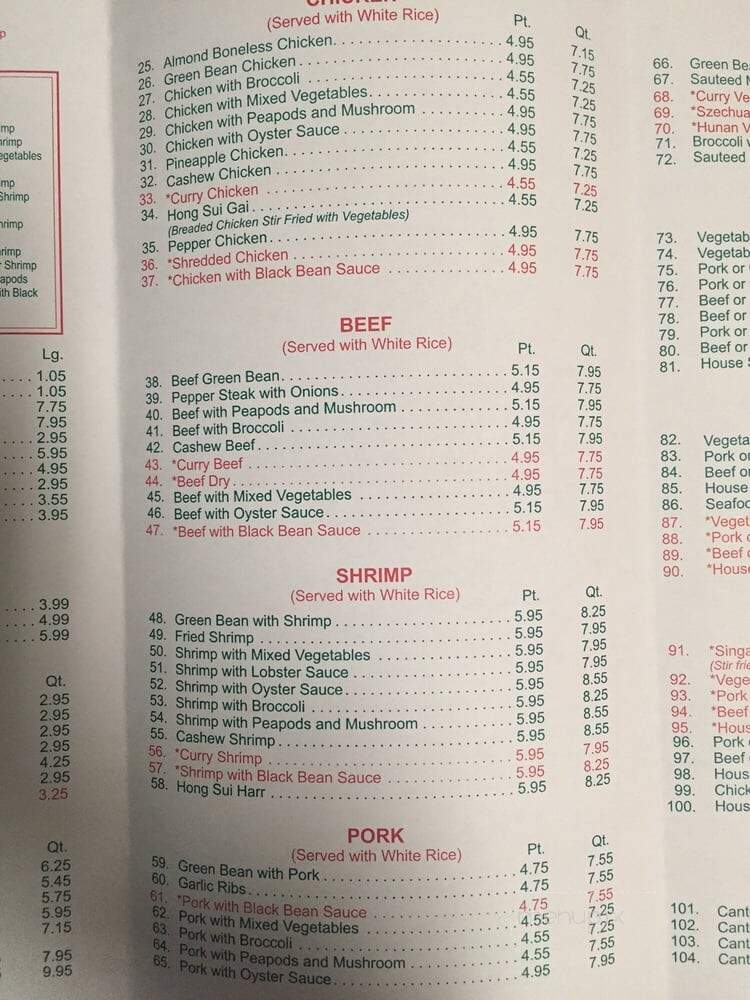 p
mp
hrimp
egetables
mp
Shrimp
hrimp
rimp
r Shrimp
apods
ith Black
Lg.
.... 1.05
.... 1.05
7.75
7.95
2.95
5.95
4.95
2.95
3.55
3.95
.... 3.99
.... 4.99
.... 5.99
Qt.
2.95
2.95
2.95
2.95
4.25
2.95
3.25
Qt.
6.25
5.45
5.75
5.95
7.15
7.95
9.95
CHICKEN
(Served with White Rice)
Pt. Qt.
25. Almond Boneless Chicken 4.95 7.15
26. Green Bean Chicken 4.95 7.75
27. Chicken with Broccoli 4.55 7.25
28. Chicken with Mixed Vegetables 4.55 7.25
29. Chicken with Peapods and Mushroom 4.95 7.75
30. Chicken with Oyster Sauce 4.95 7.75
31. Pineapple Chicken 4.55 7.25
32. Cashew Chicken 4.95 7.75
33. *Curry Chicken 4.55 7.25
34. Hong Sui Gai 4.55 7.25
(Breaded Chicken Stir Fried with Vegetables)
35. Pepper Chicken 4.95 7.75
36. *Shredded Chicken 4.95 7.75
37. *Chicken with Black Bean Sauce 4.95 7.75
BEEF
(Served with White Rice)
Pt. Qt.
38. Beef Green Bean 5.15 7.95
39. Pepper Steak with Onions 4.95 7.75
40. Beef with Peapods and Mushroom 5.15 7.95
41. Beef with Broccoli 4.95 7.75
42. Cashew Beef 5.15 7.95
43. *Curry Beef 4.95 7.75
44. *Beef Dry 4.95 7.75
45. Beef with Mixed Vegetables 4.95 7.75
46. Beef with Oyster Sauce 5.15 7.95
47. *Beef with Black Bean Sauce 5.15 7.95
SHRIMP
(Served with White Rice)
Pt. Qt.
48. Green Bean with Shrimp 5.95 8.25
49. Fried Shrimp 5.95 7.95
50. Shrimp with Mixed Vegetables 5.95 7.95
51. Shrimp with Lobster Sauce 5.95 7.95
52. Shrimp with Oyster Sauce 5.95 8.55
53. Shrimp with Broccoli 5.95 8.25
54. Shrimp with Peapods and Mushroom 5.95 8.55
55. Cashew Shrimp 5.95 8.55
56. *Curry Shrimp 5.95 7.95
57. *Shrimp with Black Bean Sauce 5.95 8.25
58. Hong Sui Harr 5.95 8.25
PORK
(Served with White Rice)
Pt. Qt.
59. Green Bean with Pork 4.75 7.55
60. Garlic Ribs 4.75 7.55
61. *Pork with Black Bean Sauce 4.75 7.55
62. Pork with Mixed Vegetables 4.55 7.25
63. Pork with Broccoli 4.55 7.25
64. Pork with Peapods and Mushroom 4.55 7.55
65. Pork with Oyster Sauce 4.95 7.95
66. Green Be
67. Sauteed M
68. *Curry Ve
69. *Szechua
70. *Hunan V
71. Broccoli w
72. Sauteed
73. Vegetab
74. Vegetab
75. Pork or
76. Pork or
77. Beef or
78. Beef or
79. Pork or
80. Beef or
81. House S
82. Vegeta
83. Pork or
84. Beef or
85. House
86. Seafoo
87. *Veget
88. *Pork o
89. *Beef o
90. *House
91. *Singa
(Stir frie
92. *Vege
93. *Pork
94. *Beef
95. *Hous
96. Pork
97. Beef
98. Hous
99. Chick
100. Hous
101. Cant
102. Cant
103. Cant
104. Cant